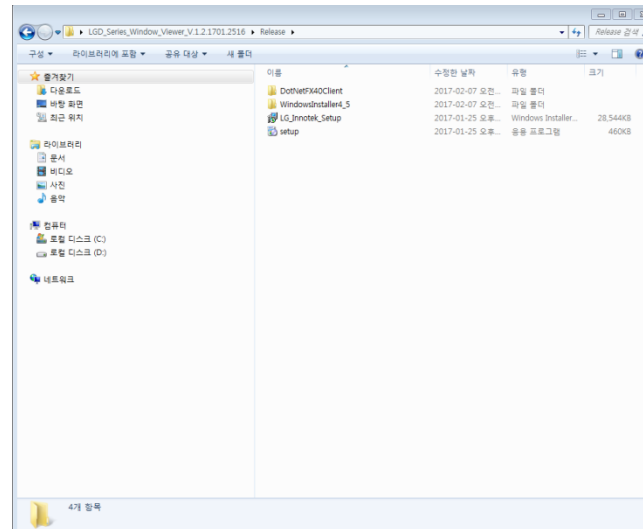 LGD_Series_Window_Viewer_V.1.2.1701.2516 ▸ Release ▸ Release 검색
구성 라이브러리에 포함 공유 대상 새 폴더
즐겨찾기
다운로드
바탕 화면
최근 위치
라이브러리
문서
비디오
사진
음악
컴퓨터
로컬 디스크 (C:)
로컬 디스크 (D:)
네트워크
이름 수정한 날짜 유형 크기
DotNetFX40Client 2017-02-07 오전... 파일 폴더
WindowsInstaller4_5 2017-02-07 오전... 파일 폴더
LG_Innotek_Setup 2017-01-25 오후... Windows Installer... 28,544KB
setup 2017-01-25 오후... 응용 프로그램 460KB
4개 항목